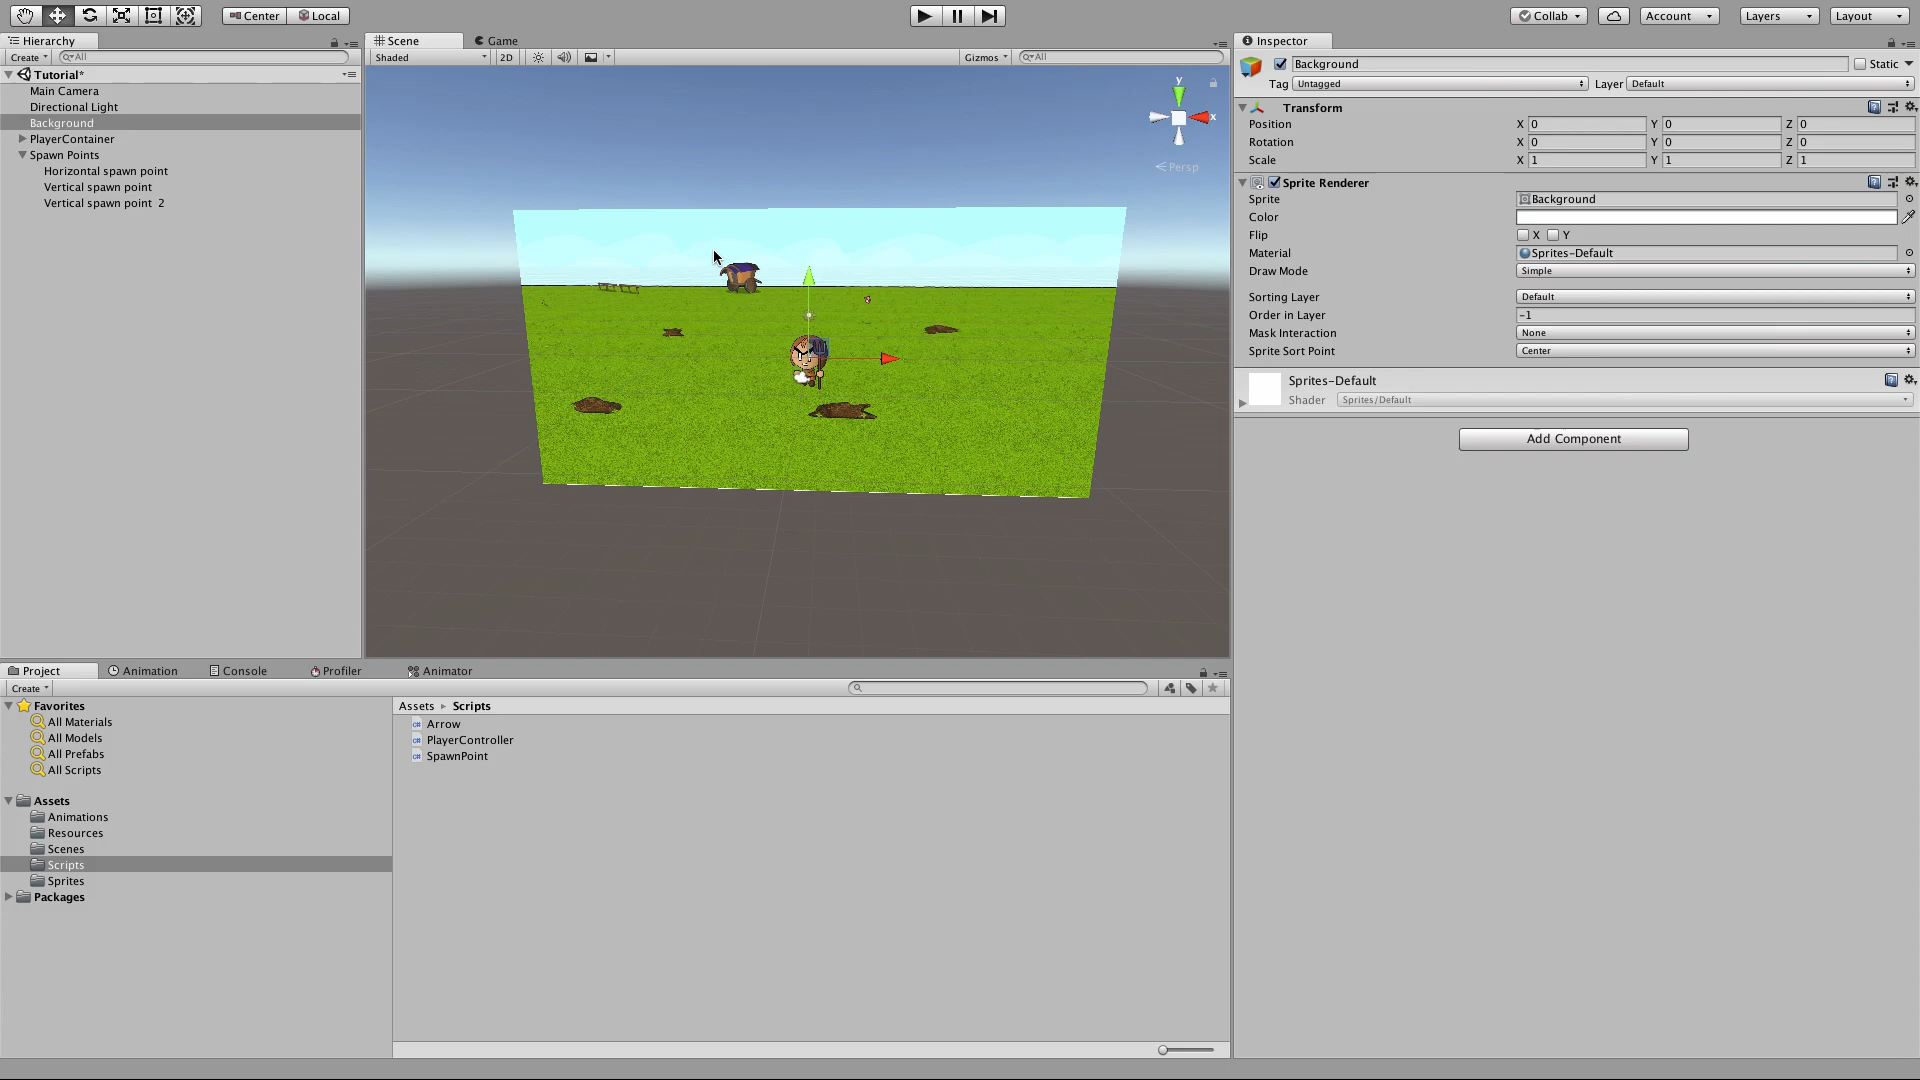 Center Local Collab Account Layers Layout
Hierarchy
Create All
Tutorial*
Main Camera
Directional Light
Background
PlayerContainer
Spawn Points
Horizontal spawn point
Vertical spawn point
Vertical spawn point 2
Scene Game
Shaded 2D Gizmos All
y
x
Persp
Inspector
Background Static
Tag Untagged Layer Default
Transform
Position X 0 Y 0 Z 0
Rotation X 0 Y 0 Z 0
Scale X 1 Y 1 Z 1
Sprite Renderer
Sprite Background
Color
Flip X Y
Material Sprites-Default
Draw Mode Simple
Sorting Layer Default
Order in Layer -1
Mask Interaction None
Sprite Sort Point Center
Sprites-Default
Shader Sprites/Default
Add Component
Project Animation Console Profiler Animator
Create
Favorites
All Materials
All Models
All Prefabs
All Scripts
Assets
Animations
Resources
Scenes
Scripts
Sprites
Packages
Assets Scripts
Arrow
PlayerController
SpawnPoint